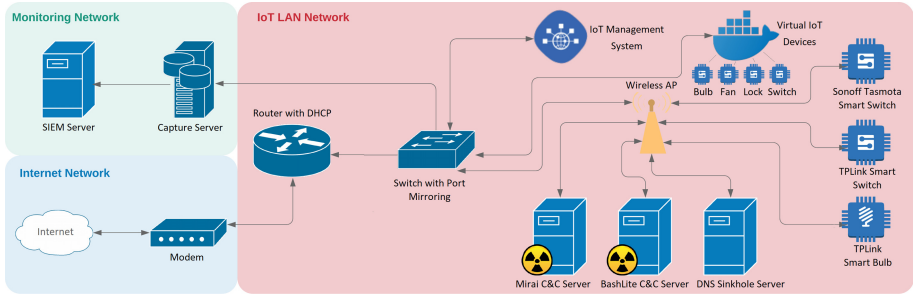 Monitoring Network
SIEM Server
Capture Server
Internet Network
Internet
Modem
IoT LAN Network
Router with DHCP
Switch with Port
Mirroring
IoT Management
System
Virtual IoT
Devices
Bulb
Fan
Lock
Switch
Wireless AP
Sonoff Tasmota
Smart Switch
TPLink Smart
Switch
TPLink
Smart Bulb
Mirai C&C Server
BashLite C&C Server
DNS Sinkhole Server